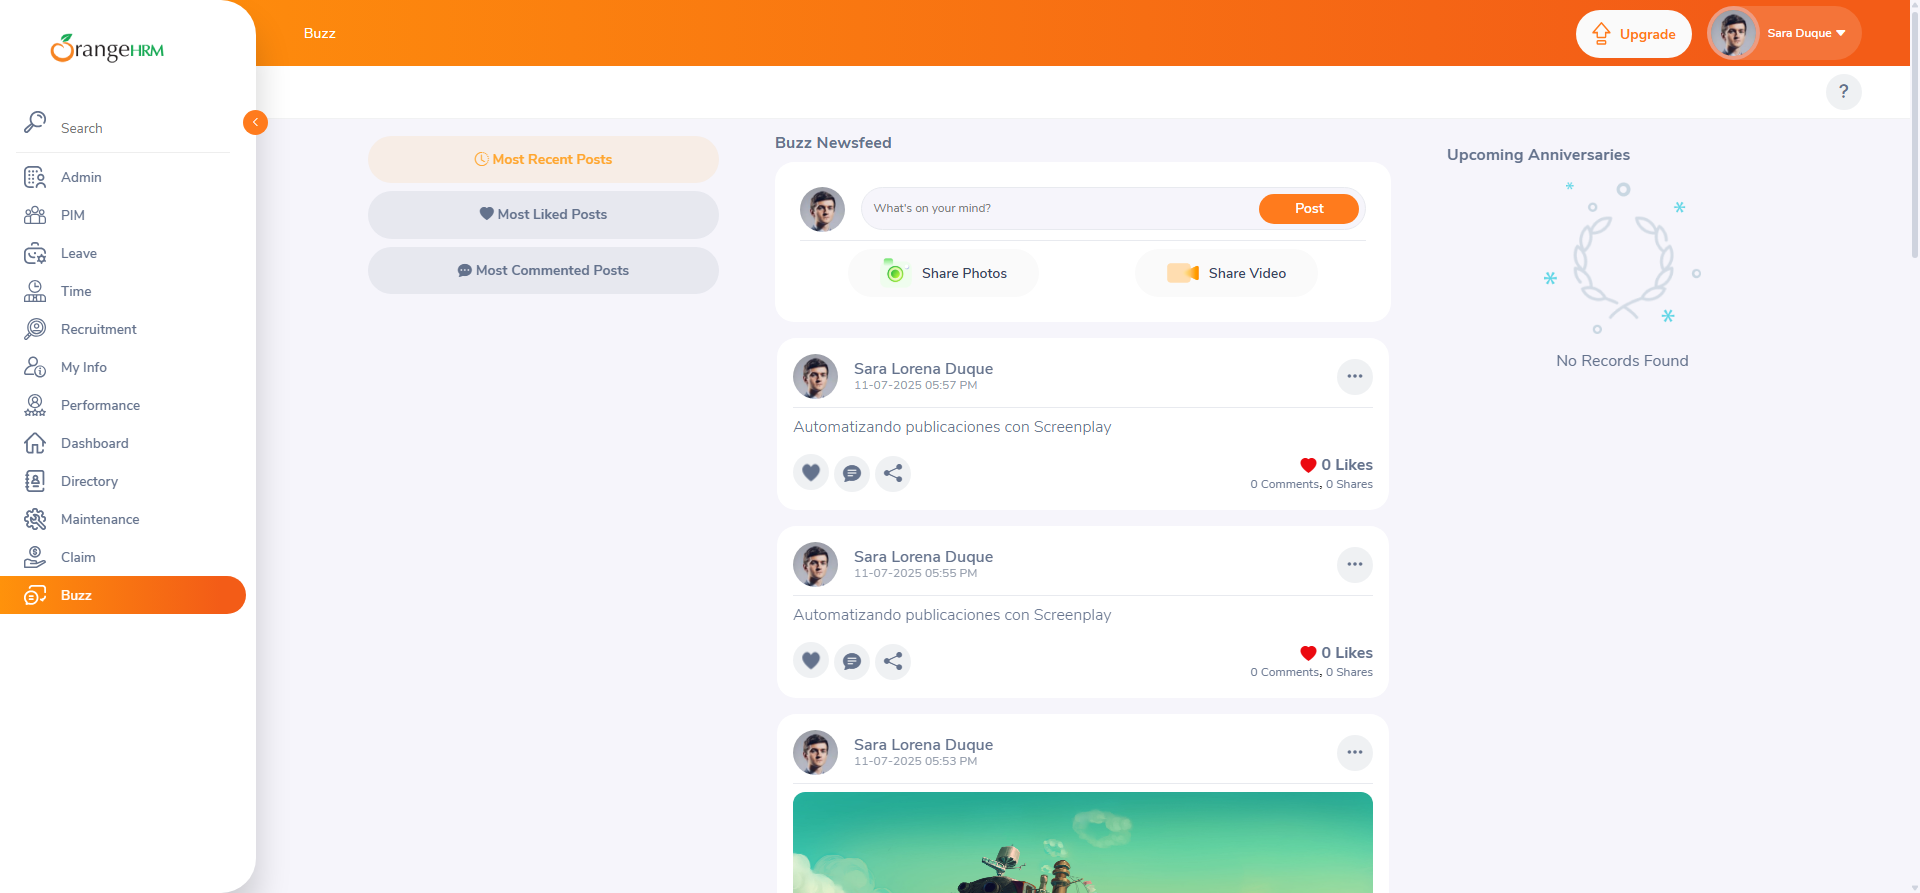 OrangeHRM
Search
Admin
PIM
Leave
Time
Recruitment
My Info
Performance
Dashboard
Directory
Maintenance
Claim
Buzz
Buzz
Upgrade
Sara Duque
?
Most Recent Posts
Most Liked Posts
Most Commented Posts
Buzz Newsfeed
What's on your mind?
Post
Share Photos
Share Video
Sara Lorena Duque
11-07-2025 05:57 PM
Automatizando publicaciones con Screenplay
0 Likes
0 Comments, 0 Shares
Sara Lorena Duque
11-07-2025 05:55 PM
Automatizando publicaciones con Screenplay
0 Likes
0 Comments, 0 Shares
Sara Lorena Duque
11-07-2025 05:53 PM
Upcoming Anniversaries
No Records Found